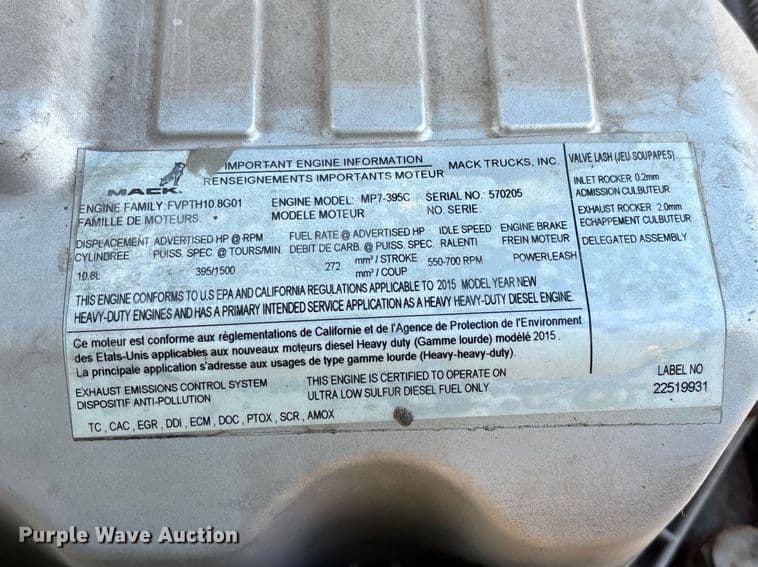 MACK
IMPORTANT ENGINE INFORMATION
RENSEIGNEMENTS IMPORTANTS MOTEUR
MACK TRUCKS, INC.
ENGINE FAMILY: FVPTH10.8G01
FAMILLE DE MOTEURS.
ENGINE MODEL: MP7-395C
MODELE MOTEUR
SERIAL NO.: 570205
NO. SERIE.
DISPLACEMENT
CYLINDREE
10.8L
ADVERTISED HP @ RPM
PUISS. SPEC. @ TOURS/MIN.
395/1500
FUEL RATE @ ADVERTISED HP
DEBIT DE CARB. @ PUISS. SPEC.
272 mm³ / STROKE
mm³ / COUP
IDLE SPEED
RALENTI
550-700 RPM
ENGINE BRAKE
FREIN MOTEUR
POWERLEASH
THIS ENGINE CONFORMS TO U.S EPA AND CALIFORNIA REGULATIONS APPLICABLE TO 2015 MODEL YEAR NEW
HEAVY-DUTY ENGINES AND HAS A PRIMARY INTENDED SERVICE APPLICATION AS A HEAVY HEAVY-DUTY DIESEL ENGINE.
Ce moteur est conforme aux réglementations de Californie et de l'Agence de Protection de l'Environment
des Etats-Unis applicables aux nouveaux moteurs diesel Heavy duty (Gamme lourde) modèlé 2015.
La principale application s'adresse aux usages de type gamme lourde (Heavy-heavy-duty).
EXHAUST EMISSIONS CONTROL SYSTEM
DISPOSITIF ANTI-POLLUTION
TC , CAC , EGR , DDI , ECM , DOC , PTOX , SCR , AMOX
THIS ENGINE IS CERTIFIED TO OPERATE ON
ULTRA LOW SULFUR DIESEL FUEL ONLY
VALVE LASH (JEU SOUPAPES)
INLET ROCKER 0.2mm
ADMISSION CULBUTEUR
EXHAUST ROCKER 2.0mm
ECHAPPEMENT CULBUTEUR
DELEGATED ASSEMBLY
LABEL NO
22519931
Purple Wave Auction